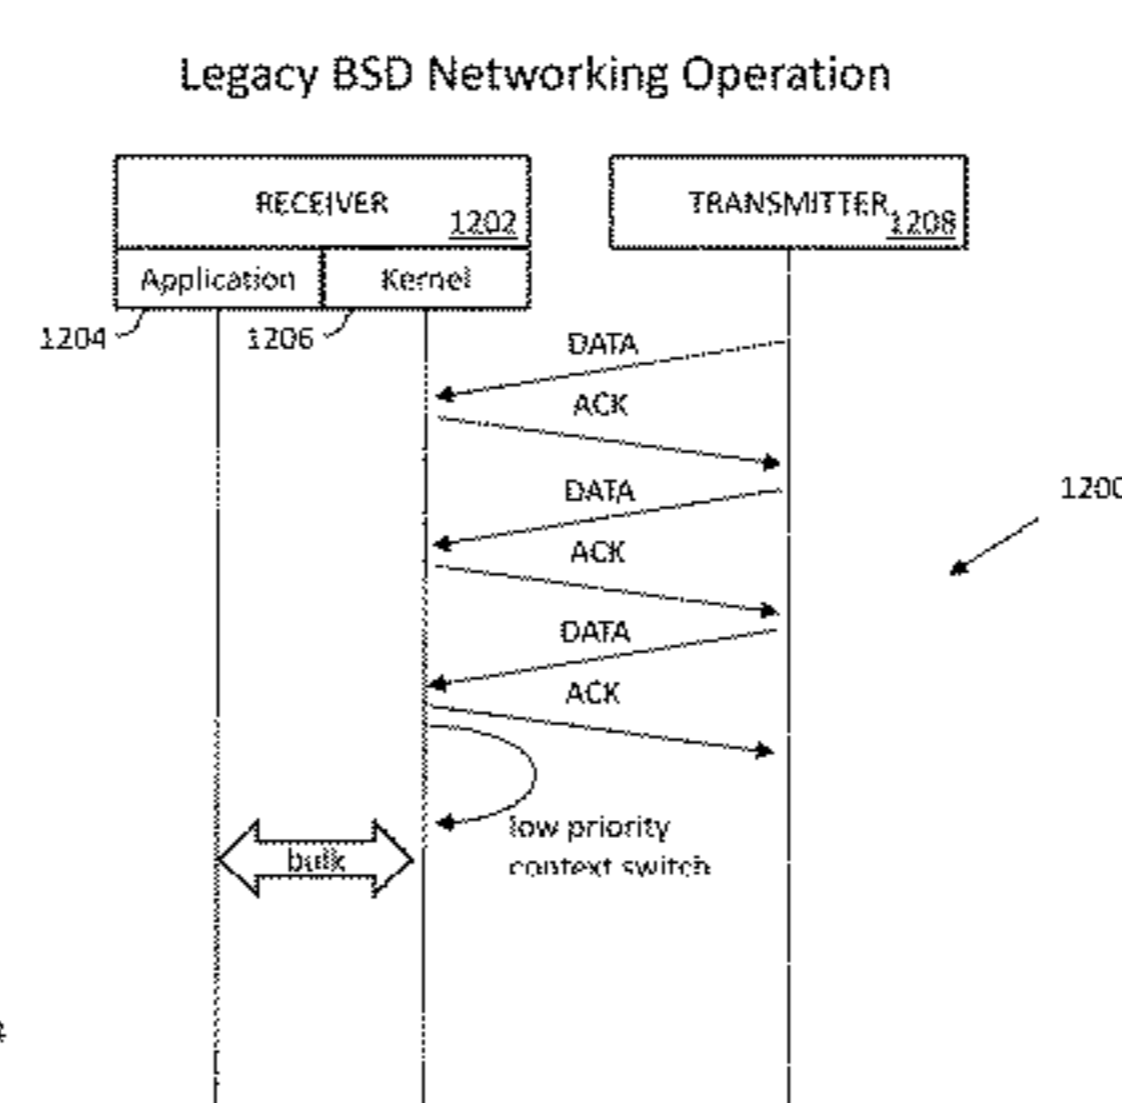 Legacy BSD Networking Operation
RECEIVER
1202
TRANSMITTER
1208
Application
Kernel
1204
1206
DATA
ACK
DATA
1200
ACK
DATA
ACK
low priority
context switch
bulk